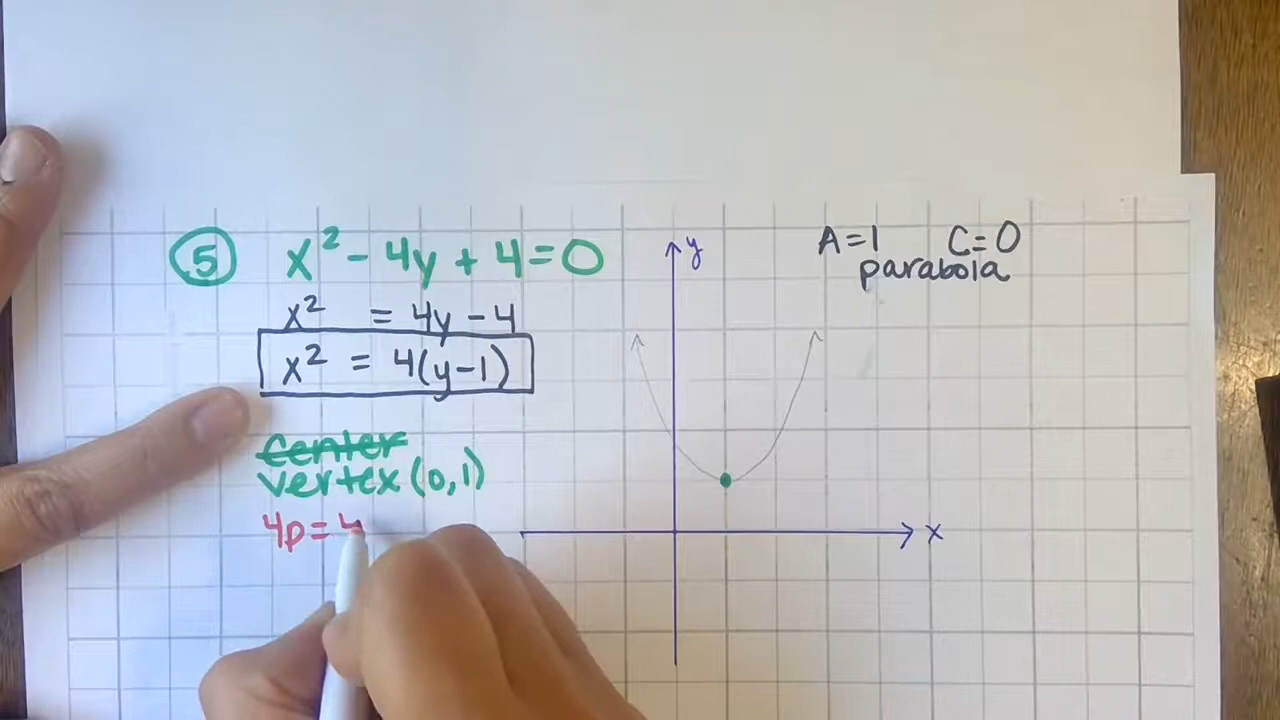 5 x² - 4y + 4 = 0
x² = 4y - 4
x² = 4(y-1)
center
vertex (0,1)
4p = 4
y
x
A = 1 C = 0
parabola